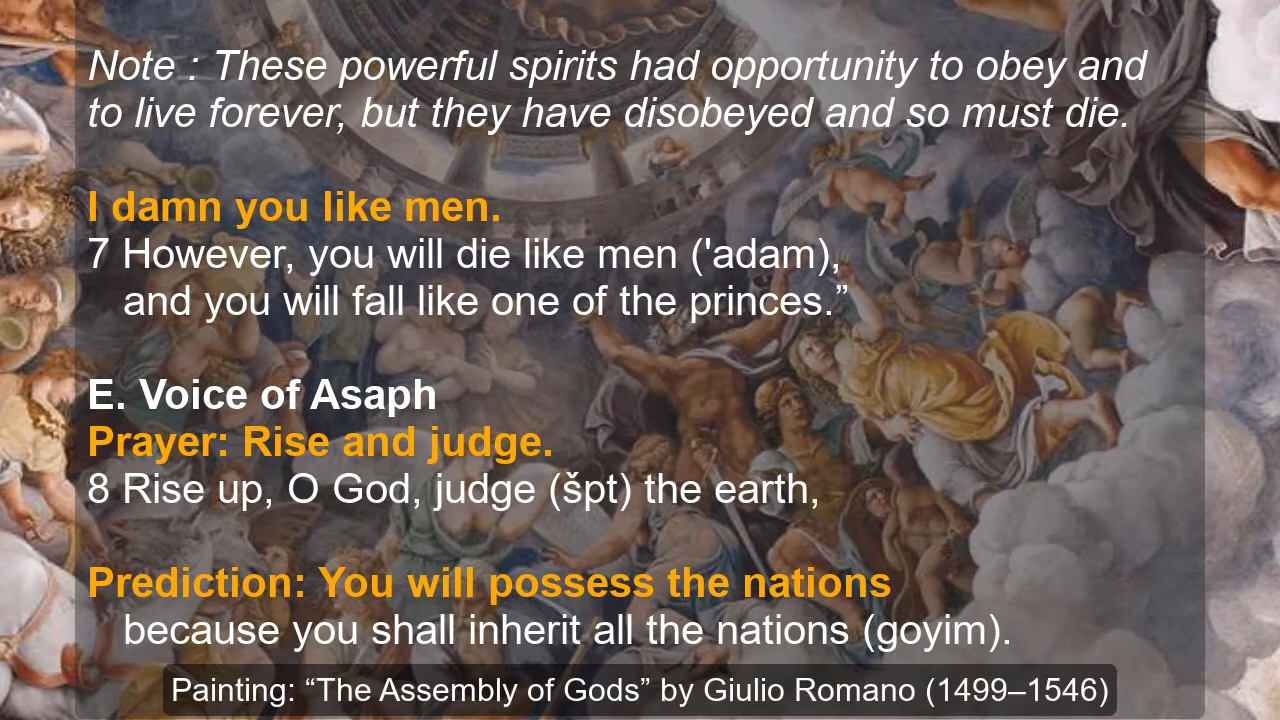 Note : These powerful spirits had opportunity to obey and
to live forever, but they have disobeyed and so must die.
I damn you like men.
7 However, you will die like men ('adam),
and you will fall like one of the princes.”
E. Voice of Asaph
Prayer: Rise and judge.
8 Rise up, O God, judge (špt) the earth,
Prediction: You will possess the nations
because you shall inherit all the nations (goyim).
Painting: “The Assembly of Gods” by Giulio Romano (1499–1546)